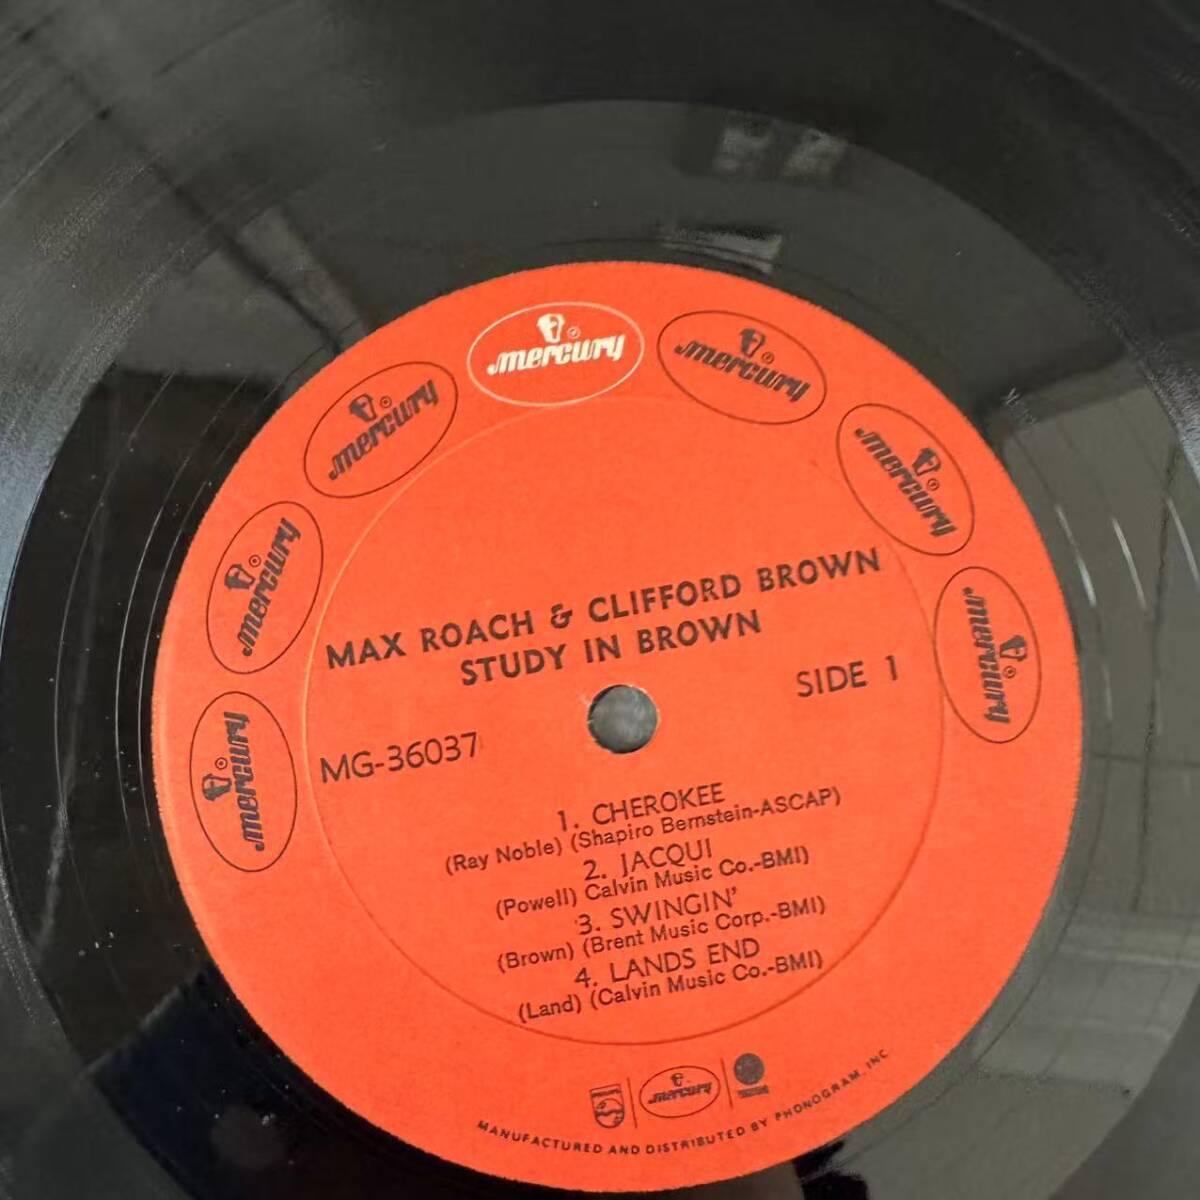 mercury
mercury
mercury
mercury
mercury
mercury
mercury
MAX ROACH & CLIFFORD BROWN
STUDY IN BROWN
SIDE 1
MG-36037
1. CHEROKEE
(Ray Noble) (Shapiro Bernstein-ASCAP)
2. JACQUI
(Powell) Calvin Music Co.-BMI)
3. SWINGIN'
(Brown) (Brent Music Corp.-BMI)
4. LANDS END
(Land) (Calvin Music Co.-BMI)
mercury
MANUFACTURED AND DISTRIBUTED BY PHONOGRAM, INC.